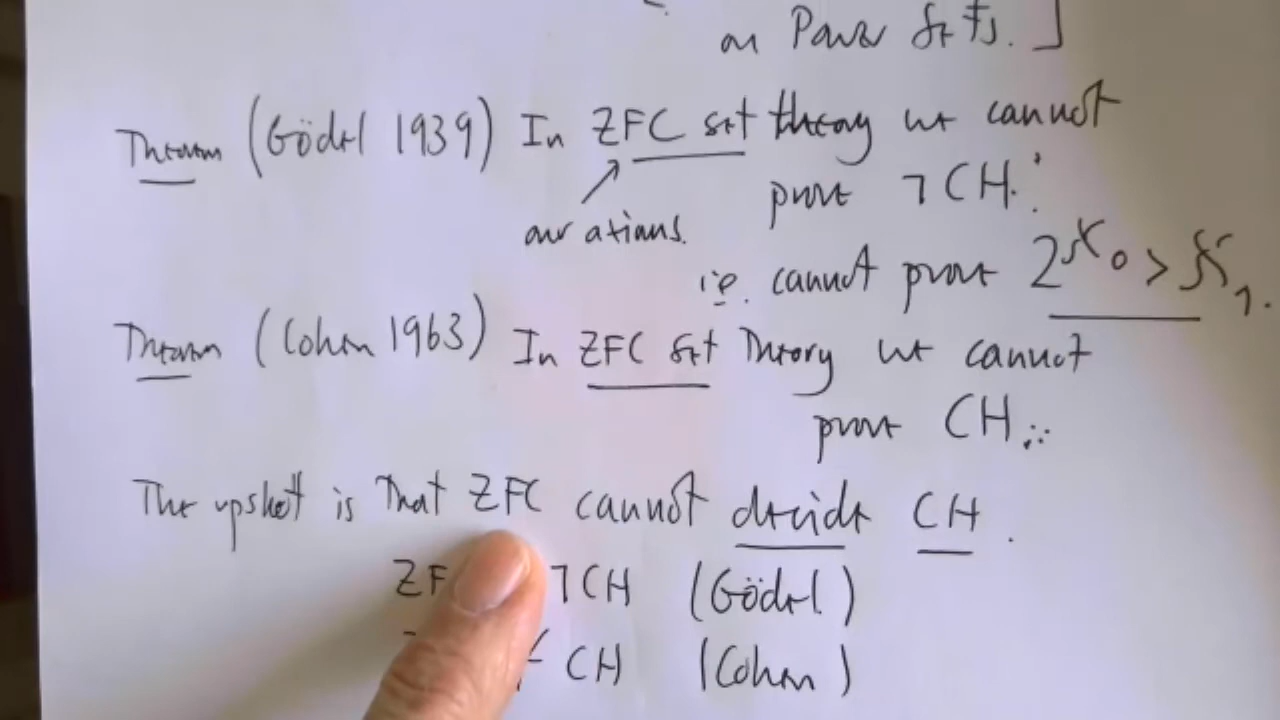 on Power Sets.]
Theorem (Gödel 1939) In ZFC set theory we cannot
prove ¬CH.
our axioms.
i.e. cannot prove 2^ℵ₀ > ℵ₁.
Theorem (Cohen 1963) In ZFC set Theory we cannot
prove CH.
The upshot is that ZFC cannot decide CH.
ZF ¬CH (Gödel)
CH (Cohen)